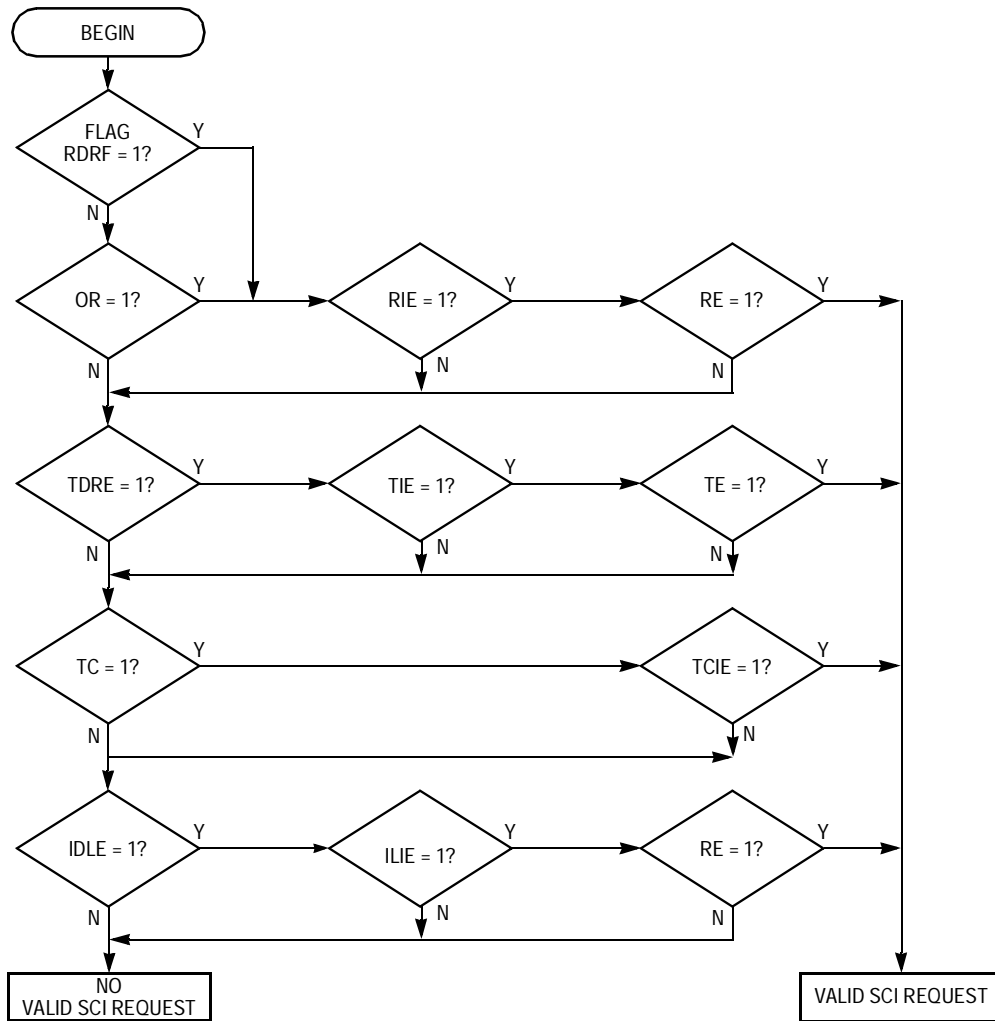 BEGIN
FLAG
RDRF = 1?
Y
N
OR = 1?
Y
RIE = 1?
Y
RE = 1?
Y
N
N
N
TDRE = 1?
Y
TIE = 1?
Y
TE = 1?
Y
N
N
N
TC = 1?
Y
TCIE = 1?
Y
N
N
IDLE = 1?
Y
ILIE = 1?
Y
RE = 1?
Y
N
N
N
NO
VALID SCI REQUEST
VALID SCI REQUEST